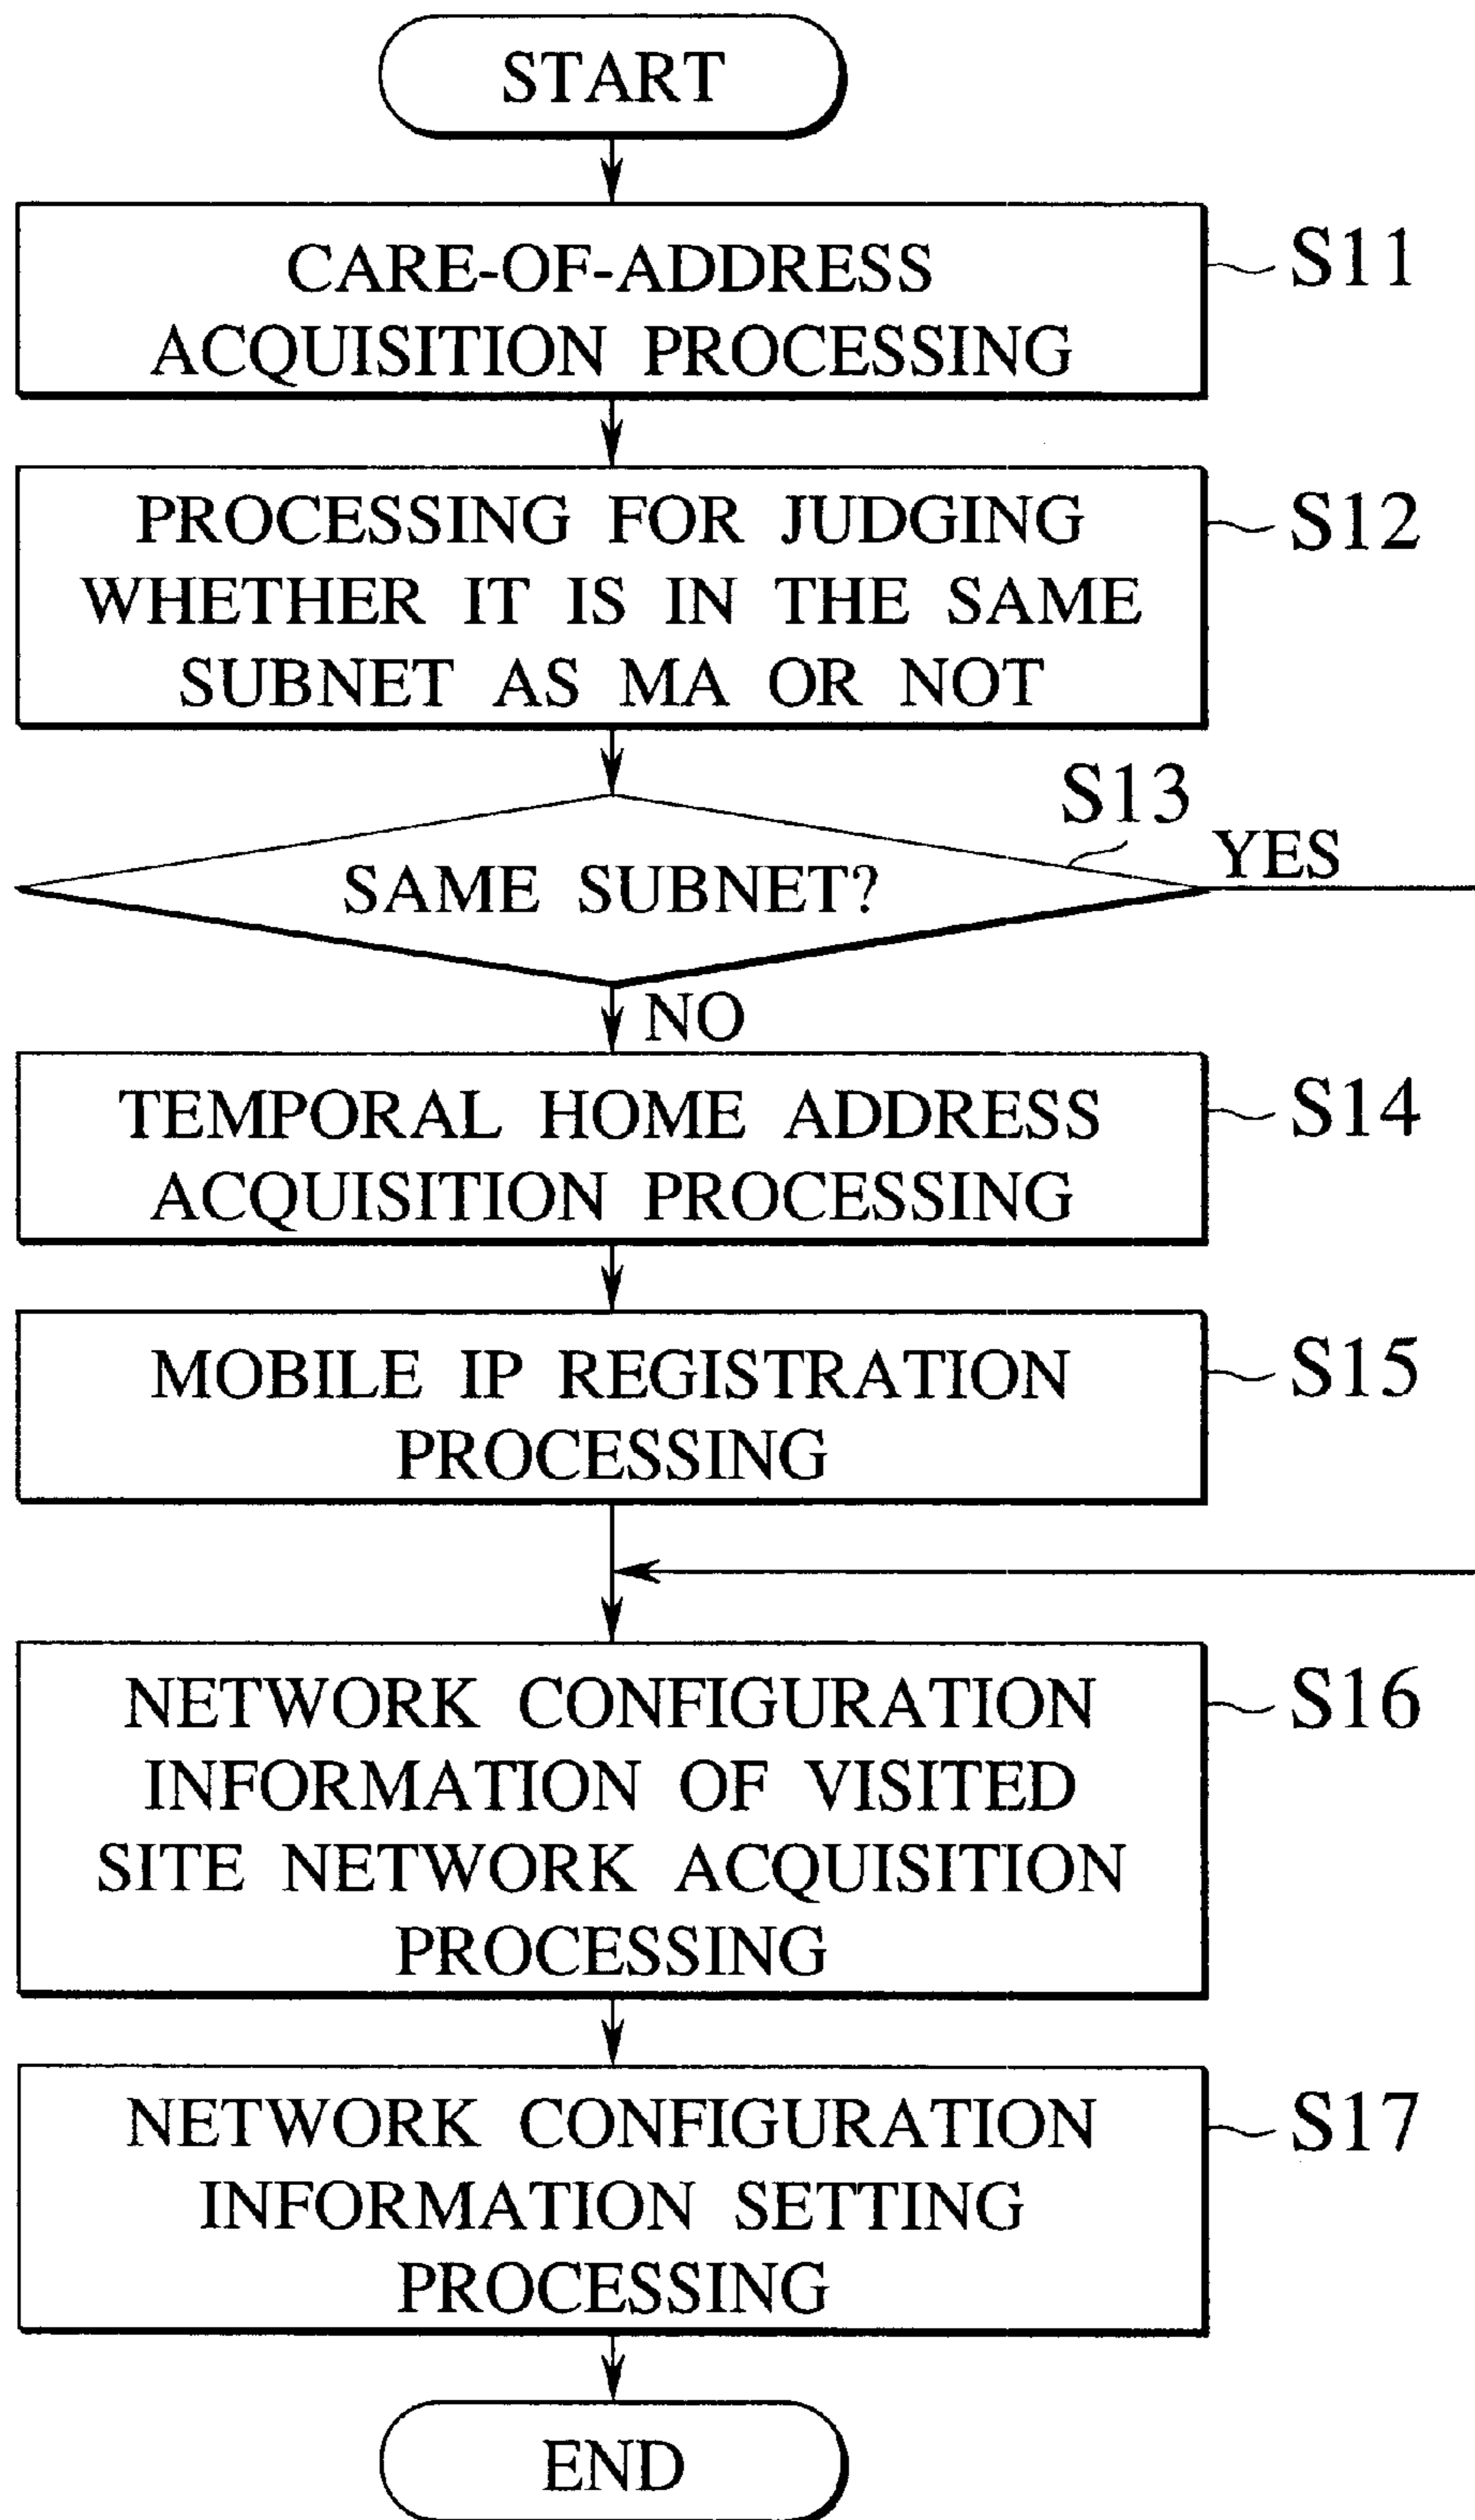 START
CARE-OF-ADDRESS
ACQUISITION PROCESSING
S11
PROCESSING FOR JUDGING
WHETHER IT IS IN THE SAME
SUBNET AS MA OR NOT
S12
S13
SAME SUBNET?
YES
NO
TEMPORAL HOME ADDRESS
ACQUISITION PROCESSING
S14
MOBILE IP REGISTRATION
PROCESSING
S15
NETWORK CONFIGURATION
INFORMATION OF VISITED
SITE NETWORK ACQUISITION
PROCESSING
S16
NETWORK CONFIGURATION
INFORMATION SETTING
PROCESSING
S17
END